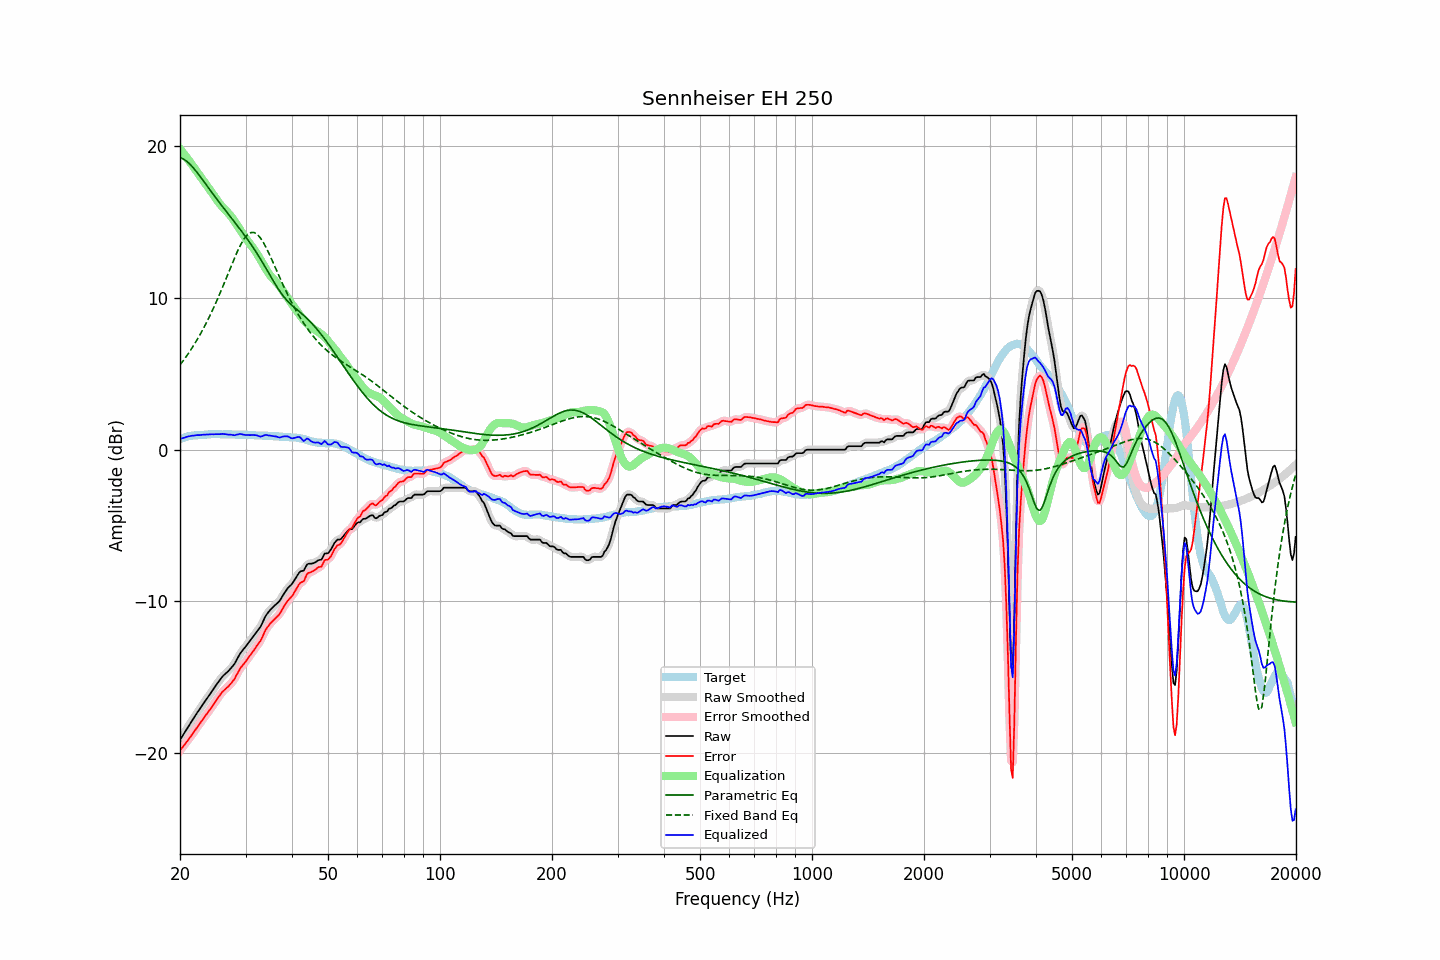 Sennheiser EH 250
Amplitude (dBr)
20
10
0
−10
−20
Target
Raw Smoothed
Error Smoothed
Raw
Error
Equalization
Parametric Eq
Fixed Band Eq
Equalized
20 50 100 200 500 1000 2000 5000 10000 20000
Frequency (Hz)